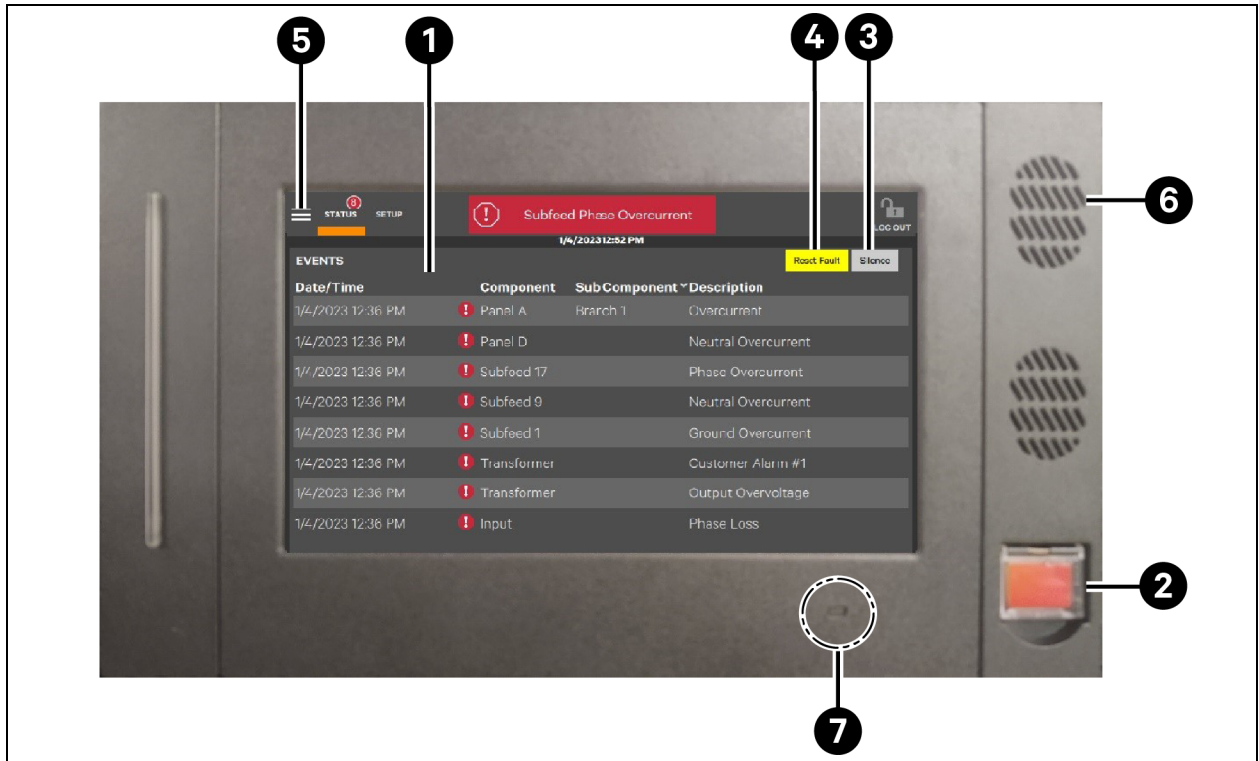 5 1 4 3
8
STATUS SETUP Subfeed Phase Overcurrent LOG OUT
1/4/2023 12:52 PM
EVENTS Reset Fault Silence
Date/Time Component SubComponent Description
1/4/2023 12:36 PM Panel A Branch 1 Overcurrent
1/4/2023 12:36 PM Panel D Neutral Overcurrent
1/4/2023 12:36 PM Subfeed 17 Phase Overcurrent
1/4/2023 12:36 PM Subfeed 9 Neutral Overcurrent
1/4/2023 12:36 PM Subfeed 1 Ground Overcurrent
1/4/2023 12:36 PM Transformer Customer Alarm #1
1/4/2023 12:36 PM Transformer Output Overvoltage
1/4/2023 12:36 PM Input Phase Loss
6
2
7